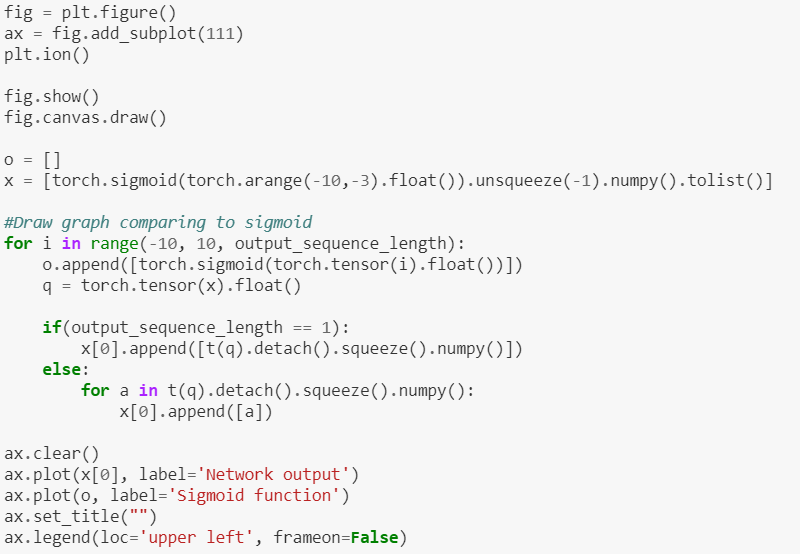 fig = plt.figure()
ax = fig.add_subplot(111)
plt.ion()

fig.show()
fig.canvas.draw()

o = []
x = [torch.sigmoid(torch.arange(-10,-3).float()).unsqueeze(-1).numpy().tolist()]

#Draw graph comparing to sigmoid
for i in range(-10, 10, output_sequence_length):
    o.append([torch.sigmoid(torch.tensor(i).float())])
    q = torch.tensor(x).float()

    if(output_sequence_length == 1):
        x[0].append([t(q).detach().squeeze().numpy()])
    else:
        for a in t(q).detach().squeeze().numpy():
            x[0].append([a])

ax.clear()
ax.plot(x[0], label='Network output')
ax.plot(o, label='Sigmoid function')
ax.set_title("")
ax.legend(loc='upper left', frameon=False)